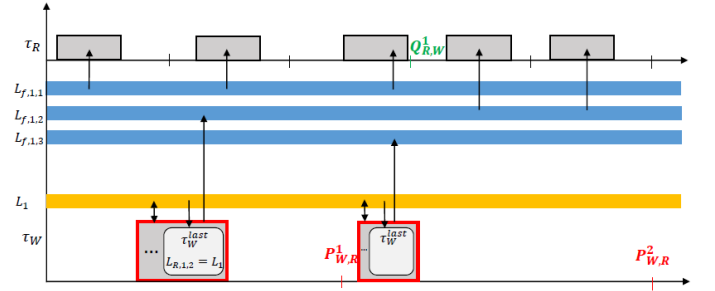 τ_R
Q^1_{R,W}
L_{f,1,1}
L_{f,1,2}
L_{f,1,3}
L_1
τ_W
... τ_W^{last}
L_{R,1,2} = L_1
... τ_W^{last}
P^1_{W,R}
P^2_{W,R}